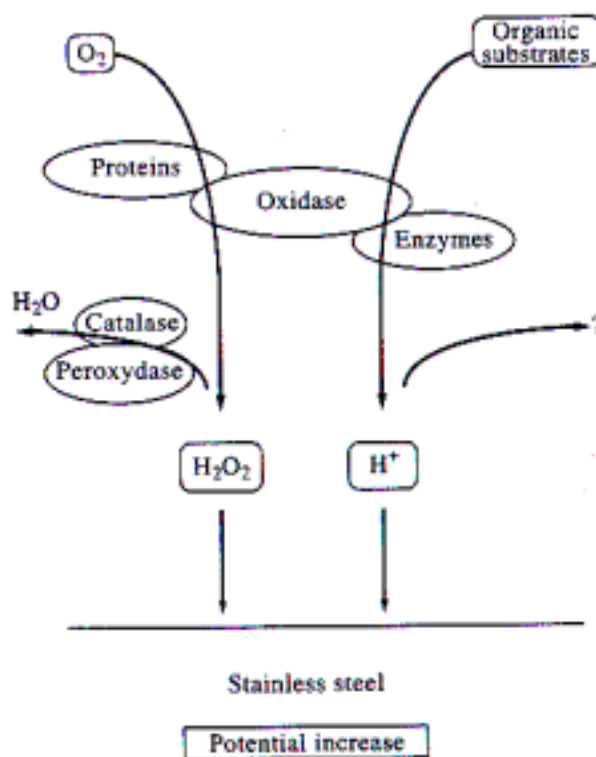 O₂
Organic
substrates
Proteins
Oxidase
Enzymes
H₂O
Catalase
Peroxydase
?
H₂O₂
H⁺
Stainless steel
Potential increase